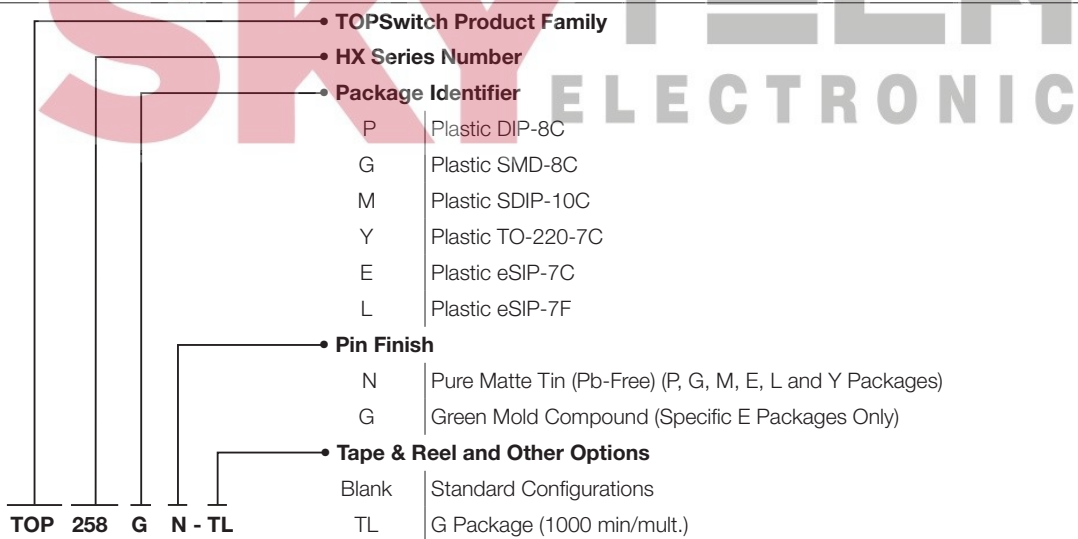 SKY
ELECTRONIC
• TOPSwitch Product Family
• HX Series Number
• Package Identifier
P Plastic DIP-8C
G Plastic SMD-8C
M Plastic SDIP-10C
Y Plastic TO-220-7C
E Plastic eSIP-7C
L Plastic eSIP-7F
• Pin Finish
N Pure Matte Tin (Pb-Free) (P, G, M, E, L and Y Packages)
G Green Mold Compound (Specific E Packages Only)
• Tape & Reel and Other Options
Blank Standard Configurations
TL G Package (1000 min/mult.)
TOP 258 G N - TL